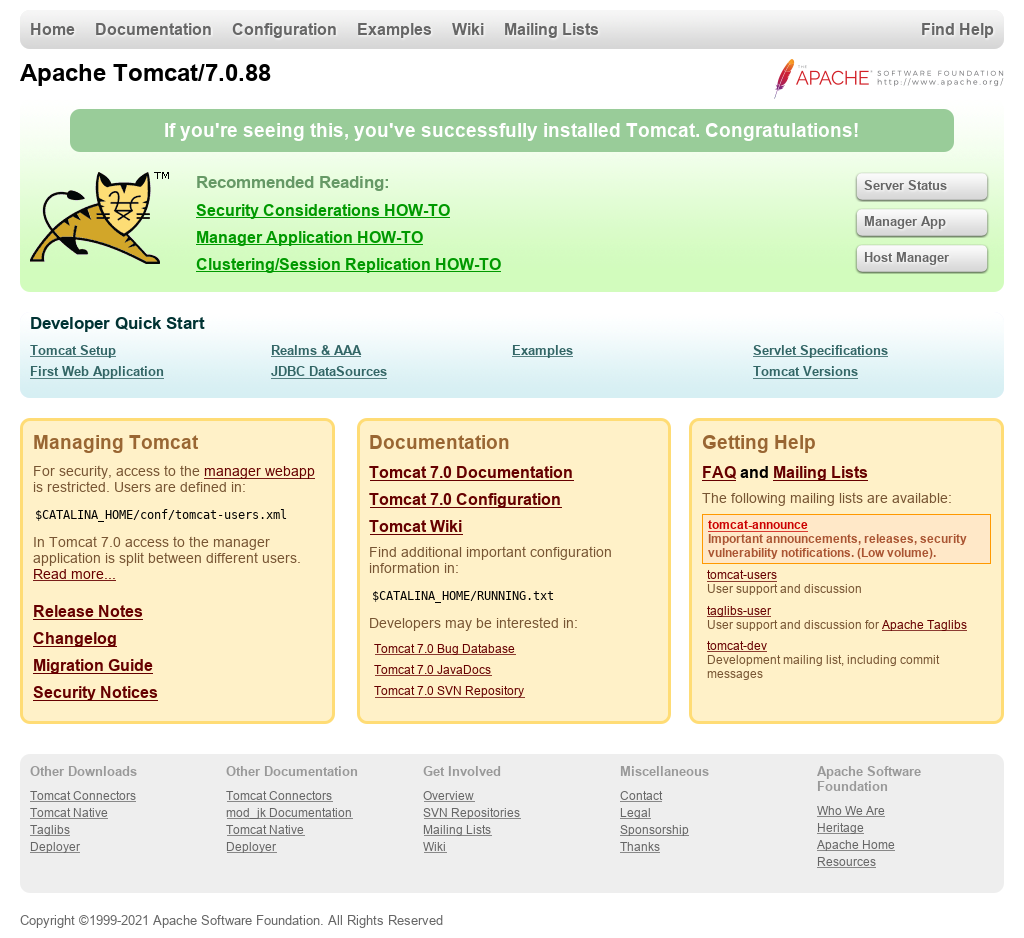 Home Documentation Configuration Examples Wiki Mailing Lists Find Help
Apache Tomcat/7.0.88
THE APACHE® SOFTWARE FOUNDATION
http://www.apache.org/
If you're seeing this, you've successfully installed Tomcat. Congratulations!
TM
Recommended Reading:
Security Considerations HOW-TO
Manager Application HOW-TO
Clustering/Session Replication HOW-TO
Server Status
Manager App
Host Manager
Developer Quick Start
Tomcat Setup
First Web Application
Realms & AAA
JDBC DataSources
Examples
Servlet Specifications
Tomcat Versions
Managing Tomcat
For security, access to the manager webapp
is restricted. Users are defined in:
$CATALINA_HOME/conf/tomcat-users.xml
In Tomcat 7.0 access to the manager
application is split between different users.
Read more...
Release Notes
Changelog
Migration Guide
Security Notices
Documentation
Tomcat 7.0 Documentation
Tomcat 7.0 Configuration
Tomcat Wiki
Find additional important configuration
information in:
$CATALINA_HOME/RUNNING.txt
Developers may be interested in:
Tomcat 7.0 Bug Database
Tomcat 7.0 JavaDocs
Tomcat 7.0 SVN Repository
Getting Help
FAQ and Mailing Lists
The following mailing lists are available:
tomcat-announce
Important announcements, releases, security
vulnerability notifications. (Low volume).
tomcat-users
User support and discussion
taglibs-user
User support and discussion for Apache Taglibs
tomcat-dev
Development mailing list, including commit
messages
Other Downloads
Tomcat Connectors
Tomcat Native
Taglibs
Deployer
Other Documentation
Tomcat Connectors
mod_jk Documentation
Tomcat Native
Deployer
Get Involved
Overview
SVN Repositories
Mailing Lists
Wiki
Miscellaneous
Contact
Legal
Sponsorship
Thanks
Apache Software
Foundation
Who We Are
Heritage
Apache Home
Resources
Copyright ©1999-2021 Apache Software Foundation. All Rights Reserved